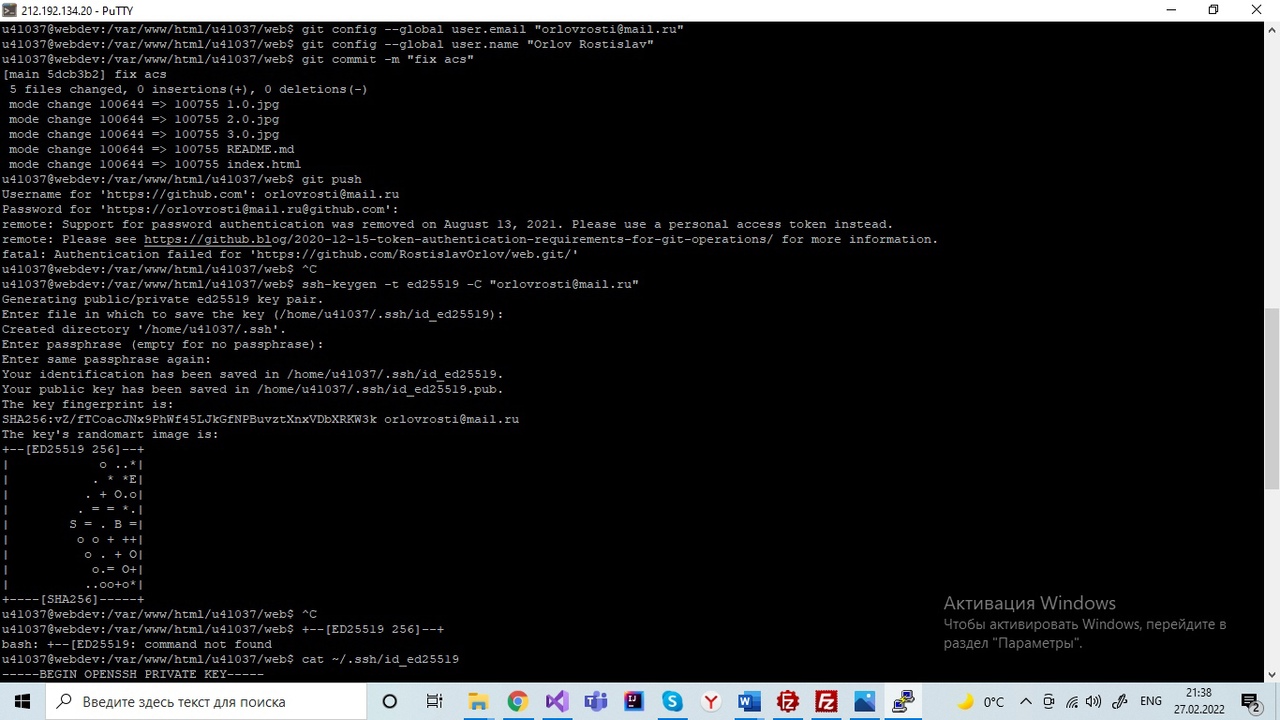 212.192.134.20 - PuTTY
u41037@webdev:/var/www/html/u41037/web$ git config --global user.email "orlovrosti@mail.ru"
u41037@webdev:/var/www/html/u41037/web$ git config --global user.name "Orlov Rostislav"
u41037@webdev:/var/www/html/u41037/web$ git commit -m "fix acs"
[main 5dcb3b2] fix acs
 5 files changed, 0 insertions(+), 0 deletions(-)
 mode change 100644 => 100755 1.0.jpg
 mode change 100644 => 100755 2.0.jpg
 mode change 100644 => 100755 3.0.jpg
 mode change 100644 => 100755 README.md
 mode change 100644 => 100755 index.html
u41037@webdev:/var/www/html/u41037/web$ git push
Username for 'https://github.com': orlovrosti@mail.ru
Password for 'https://orlovrosti@mail.ru@github.com':
remote: Support for password authentication was removed on August 13, 2021. Please use a personal access token instead.
remote: Please see https://github.blog/2020-12-15-token-authentication-requirements-for-git-operations/ for more information.
fatal: Authentication failed for 'https://github.com/RostislavOrlov/web.git/'
u41037@webdev:/var/www/html/u41037/web$ ^C
u41037@webdev:/var/www/html/u41037/web$ ssh-keygen -t ed25519 -C "orlovrosti@mail.ru"
Generating public/private ed25519 key pair.
Enter file in which to save the key (/home/u41037/.ssh/id_ed25519):
Created directory '/home/u41037/.ssh'.
Enter passphrase (empty for no passphrase):
Enter same passphrase again:
Your identification has been saved in /home/u41037/.ssh/id_ed25519.
Your public key has been saved in /home/u41037/.ssh/id_ed25519.pub.
The key fingerprint is:
SHA256:vZ/fTCoacJNx9PhWf45LJkGfNPBuvztXnxVDbXRKW3k orlovrosti@mail.ru
The key's randomart image is:
+--[ED25519 256]--+
|            o ..*|
|           . * *E|
|          . + O.o|
|         . = = *.|
|        S = . B =|
|         o o + ++|
|          o . + O|
|           o.= O+|
|          ..oo+o*|
+----[SHA256]-----+
u41037@webdev:/var/www/html/u41037/web$ ^C
u41037@webdev:/var/www/html/u41037/web$ +--[ED25519 256]--+
bash: +--[ED25519: command not found
u41037@webdev:/var/www/html/u41037/web$ cat ~/.ssh/id_ed25519
-----BEGIN OPENSSH PRIVATE KEY-----
Активация Windows
Чтобы активировать Windows, перейдите в
раздел "Параметры".
Введите здесь текст для поиска
0°C
ENG
21:38
27.02.2022
2